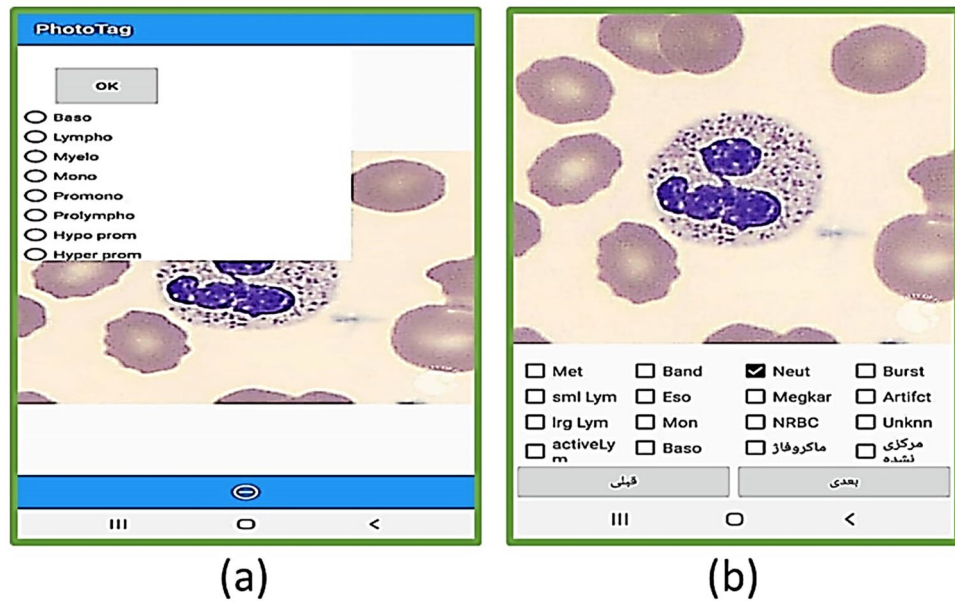 PhotoTag
OK
Baso
Lympho
Myelo
Mono
Promono
Prolympho
Hypo prom
Hyper prom
(a)
Met Band Neut Burst
sml Lym Eso Megkar Artifct
lrg Lym Mon NRBC Unknn
activeLy
m Baso ماکروفاژ مرکزی
نشده
قبلی بعدی
(b)